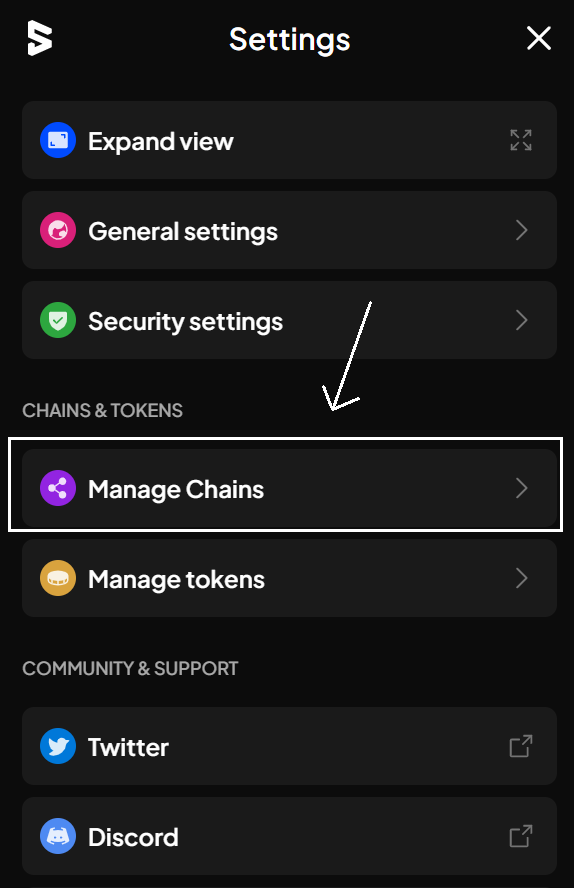 Settings
Expand view
General settings
Security settings
CHAINS & TOKENS
Manage Chains
Manage tokens
COMMUNITY & SUPPORT
Twitter
Discord